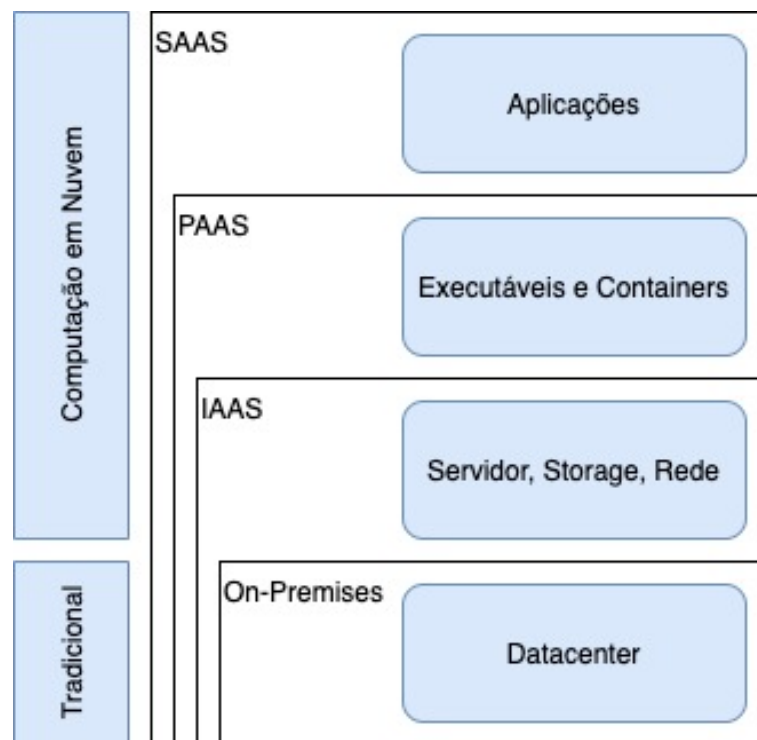 Computação em Nuvem
SAAS
Aplicações
PAAS
Executáveis e Containers
IAAS
Servidor, Storage, Rede
Tradicional
On-Premises
Datacenter